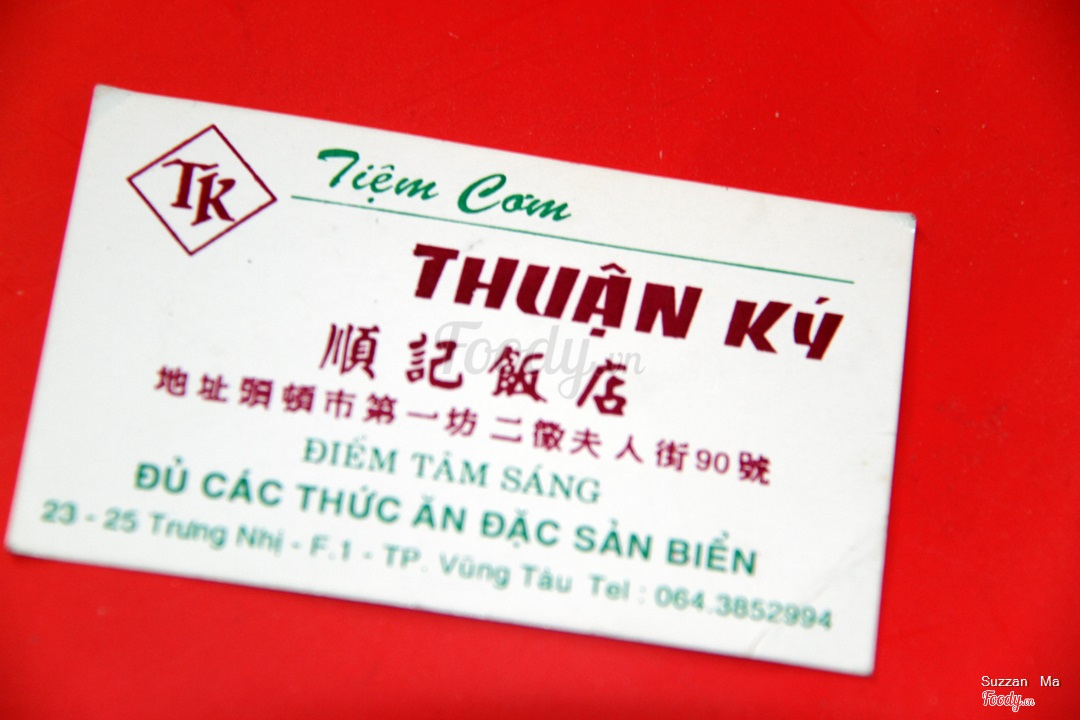 TK
Tiệm Cơm
THUẬN KÝ
順記飯店
地址頭頓市第一坊二徵夫人街90號
ĐIỂM TÂM SÁNG
ĐỦ CÁC THỨC ĂN ĐẶC SẢN BIỂN
23 - 25 Trưng Nhị - F.1 - TP. Vũng Tàu Tel : 064.3852994
Foody.vn
Suzzan Ma
Foody.vn